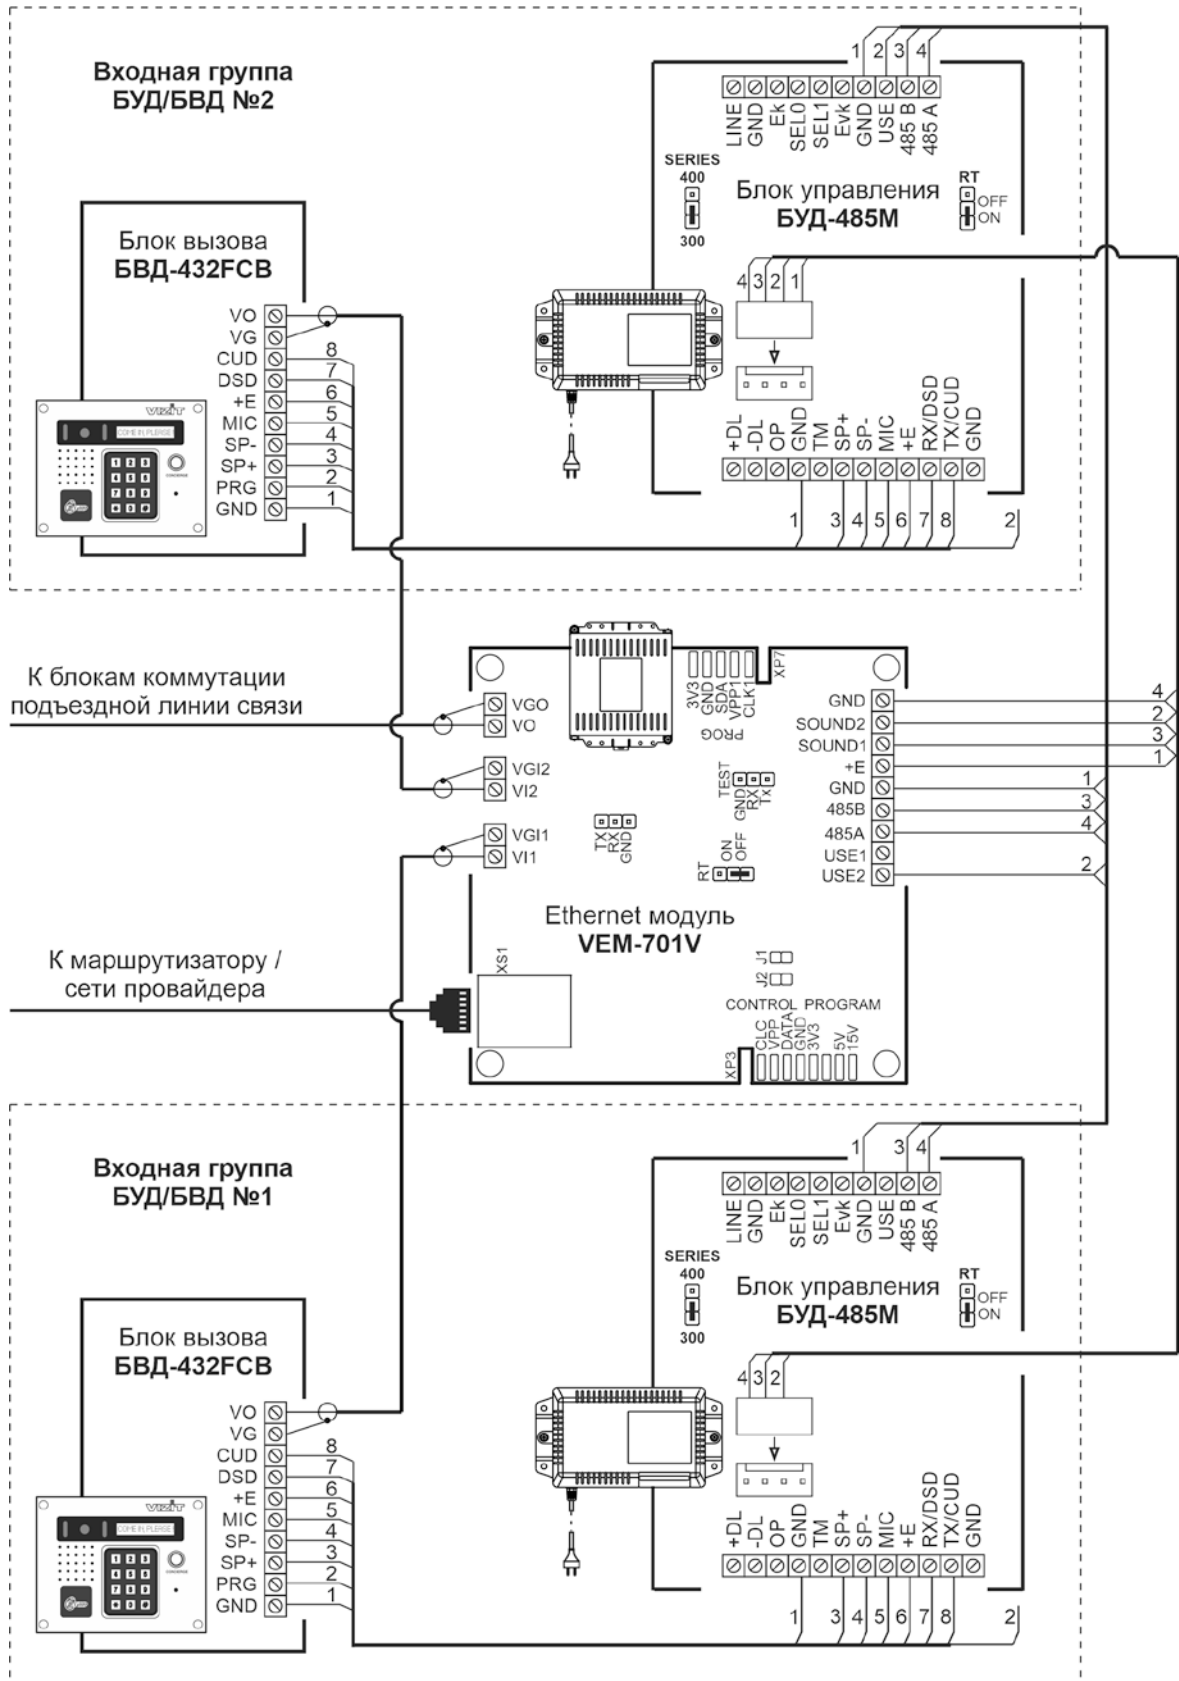 Входная группа
БУД/БВД №2
1 2 3 4
LINE
GND
Ek
SEL0
SEL1
Evk
GND
USE
485 B
485 A
SERIES
400
300
Блок управления
БУД-485М
RT
OFF
ON
4 3 2 1
Блок вызова
БВД-432FCB
VO
VG
CUD 8
DSD 7
+E 6
MIC 5
SP- 4
SP+ 3
PRG 2
GND 1
VIZIT
COME IN, PLEASE!
CONCIERGE
+DL
-DL
OP
GND
TM
SP+
SP-
MIC
+E
RX/DSD
TX/CUD
GND
1 3 4 5 6 7 8 2
К блокам коммутации
подъездной линии связи
VGO
VO
VGI2
VI2
VGI1
VI1
3V3
GND
SDA
VPP1
CLK1
PROG
XP7
TEST
GND
RX
Tx
TX
RX
GND
RT
ON
OFF
GND 4
SOUND2 2
SOUND1 3
+E 1
GND 1
485B 3
485A 4
USE1
USE2 2
Ethernet модуль
VEM-701V
К маршрутизатору /
сети провайдера
XS1
J1
J2
CONTROL PROGRAM
CLC
VPP
DATA
GND
3V3
5V
15V
XP3
Входная группа
БУД/БВД №1
1 3 4
LINE
GND
Ek
SEL0
SEL1
Evk
GND
USE
485 B
485 A
SERIES
400
300
Блок управления
БУД-485М
RT
OFF
ON
4 3 2
Блок вызова
БВД-432FCB
VO
VG
CUD 8
DSD 7
+E 6
MIC 5
SP- 4
SP+ 3
PRG 2
GND 1
VIZIT
COME IN, PLEASE!
CONCIERGE
+DL
-DL
OP
GND
TM
SP+
SP-
MIC
+E
RX/DSD
TX/CUD
GND
1 3 4 5 6 7 8 2